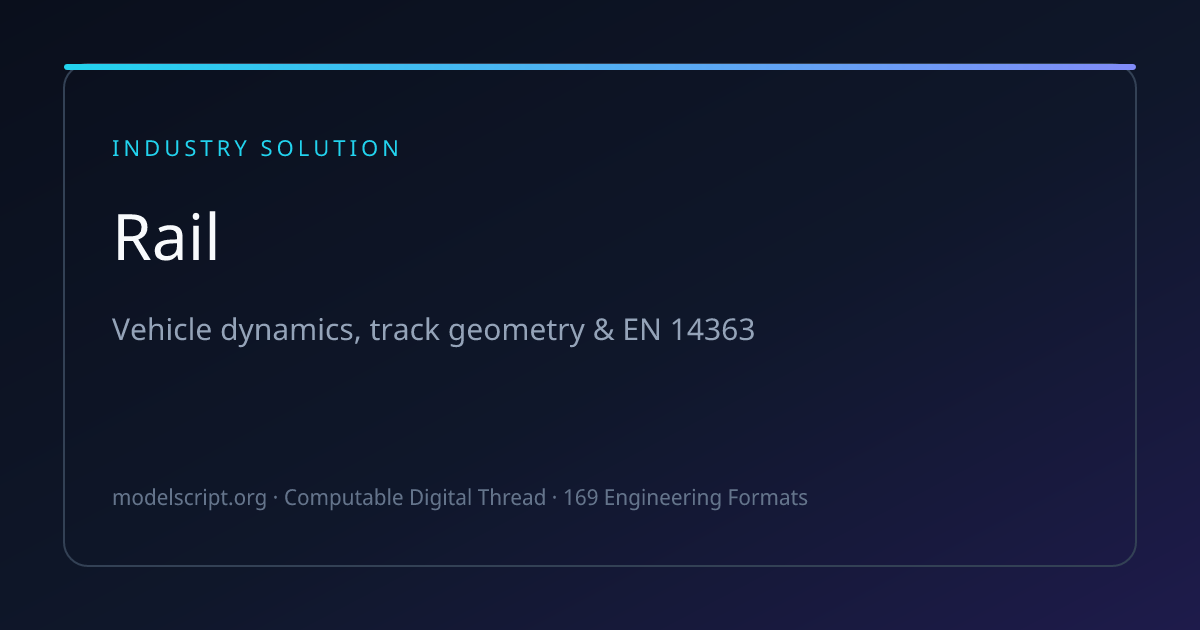 INDUSTRY SOLUTION
Rail
Vehicle dynamics, track geometry & EN 14363
modelscript.org · Computable Digital Thread · 169 Engineering Formats